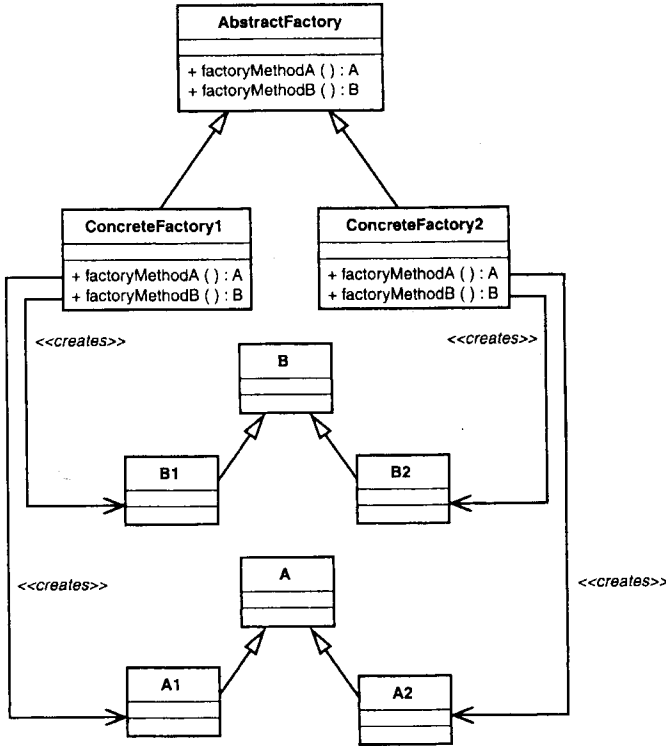 AbstractFactory
+ factoryMethodA ( ) : A
+ factoryMethodB ( ) : B
ConcreteFactory1
+ factoryMethodA ( ) : A
+ factoryMethodB ( ) : B
ConcreteFactory2
+ factoryMethodA ( ) : A
+ factoryMethodB ( ) : B
<<creates>>
<<creates>>
B
B1
B2
A
<<creates>>
<<creates>>
A1
A2